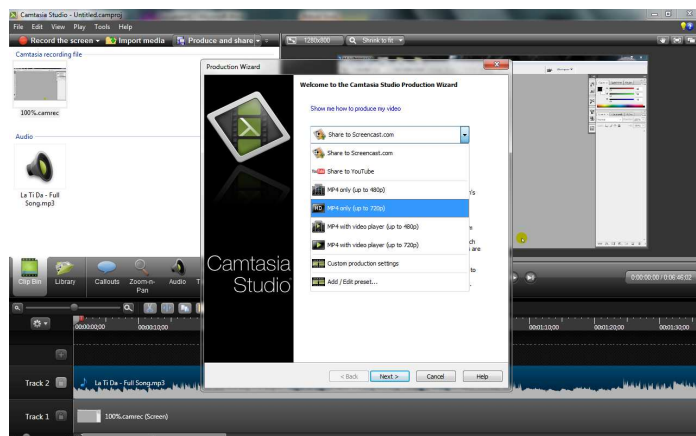 Camtasia Studio - Untitled.camproj
File Edit View Play Tools Help
Record the screen Import media Produce and share
1280x800 Shrink to fit
Camtasia recording file
100%.camrec
Audio
La Ti Da - Full
Song.mp3
Production Wizard
Welcome to the Camtasia Studio Production Wizard
Show me how to produce my video
Share to Screencast.com
Share to Screencast.com
Share to YouTube
MP4 only (up to 480p)
HD MP4 only (up to 720p)
MP4 with video player (up to 480p)
MP4 with video player (up to 720p)
Custom production settings
Add / Edit preset...
Camtasia
Studio
< Back Next > Cancel Help
Clip Bin Library Callouts Zoom-n-
Pan Audio
0:00:00;00 / 0:06:46;02
00:00:00;00 00:00:10;00 00:01:10;00 00:01:20;00 00:01:30;00
Track 2 La Ti Da - Full Song.mp3
Track 1 100%.camrec (Screen)